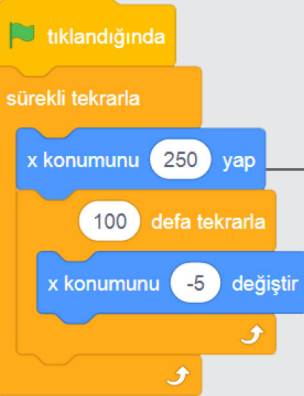 tıklandığında
sürekli tekrarla
x konumunu 250 yap
100 defa tekrarla
x konumunu -5 değiştir